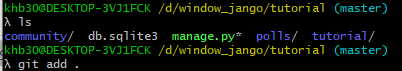 khb30@DESKTOP-3VJ1FCK /d/window_jango/tutorial (master)
λ ls
community/ db.sqlite3 manage.py* polls/ tutorial/
khb30@DESKTOP-3VJ1FCK /d/window_jango/tutorial (master)
λ git add .